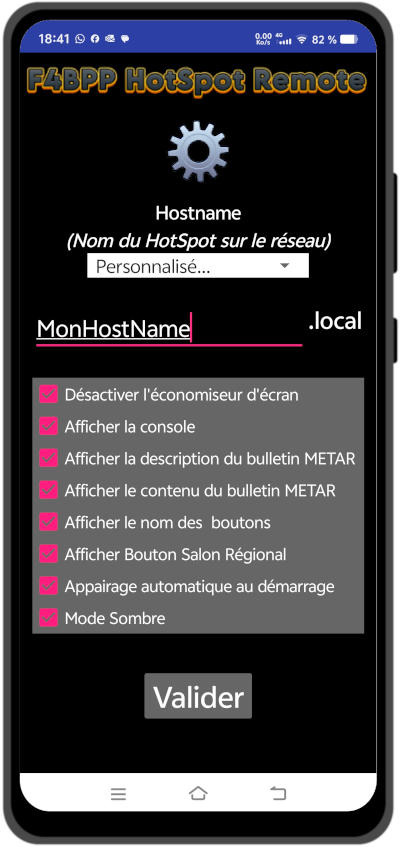 18:41
0.00 Ko/s 4G 82 %
F4BPP HotSpot Remote
Hostname
(Nom du HotSpot sur le réseau)
Personnalisé...
MonHostName .local
Désactiver l'économiseur d'écran
Afficher la console
Afficher la description du bulletin METAR
Afficher le contenu du bulletin METAR
Afficher le nom des  boutons
Afficher Bouton Salon Régional
Appairage automatique au démarrage
Mode Sombre
Valider